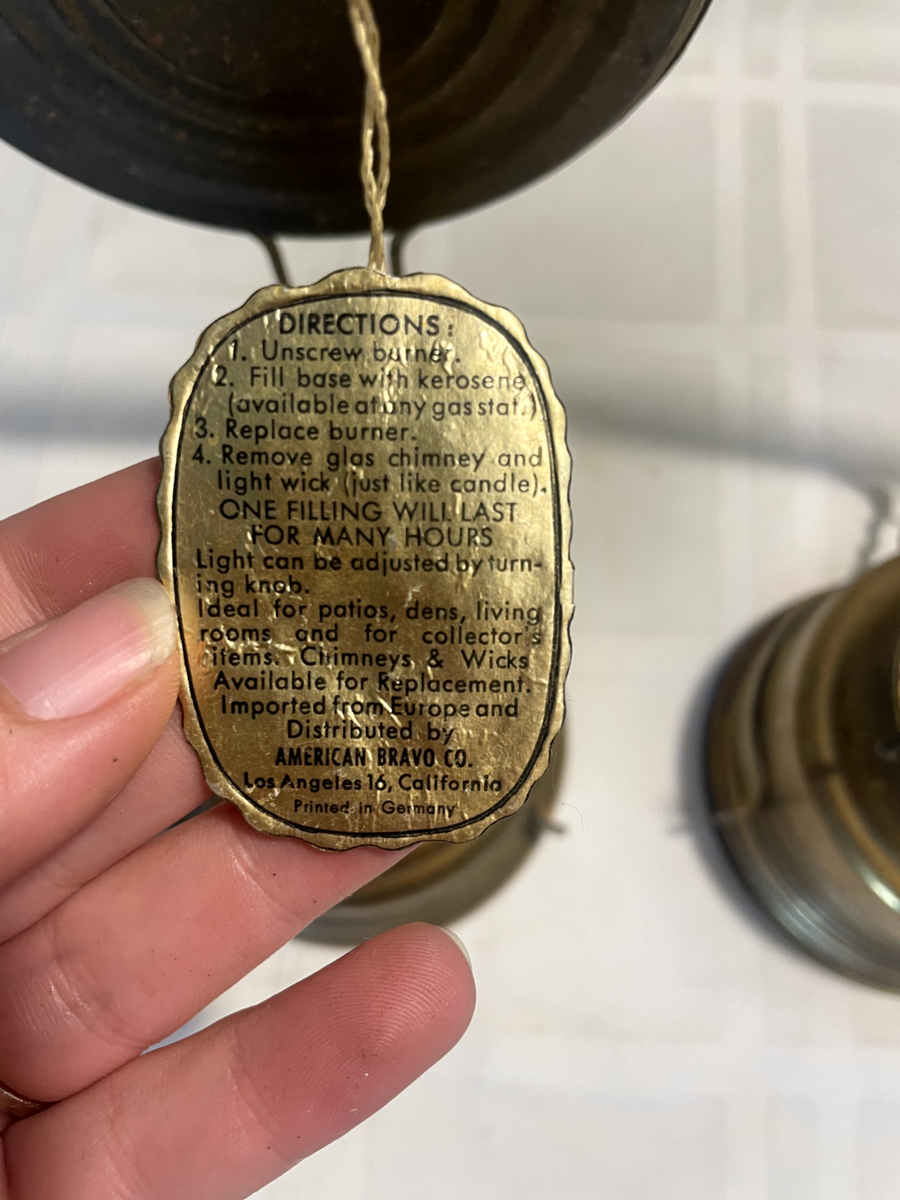 DIRECTIONS:
1. Unscrew burner.
2. Fill base with kerosene
(available at any gas stat.)
3. Replace burner.
4. Remove glas chimney and
light wick (just like candle).
ONE FILLING WILL LAST
FOR MANY HOURS
Light can be adjusted by turn-
ing knob.
Ideal for patios, dens, living
rooms and for collector's
items. Chimneys & Wicks
Available for Replacement.
Imported from Europe and
Distributed by
AMERICAN BRAVO CO.
Los Angeles 16, California
Printed in Germany